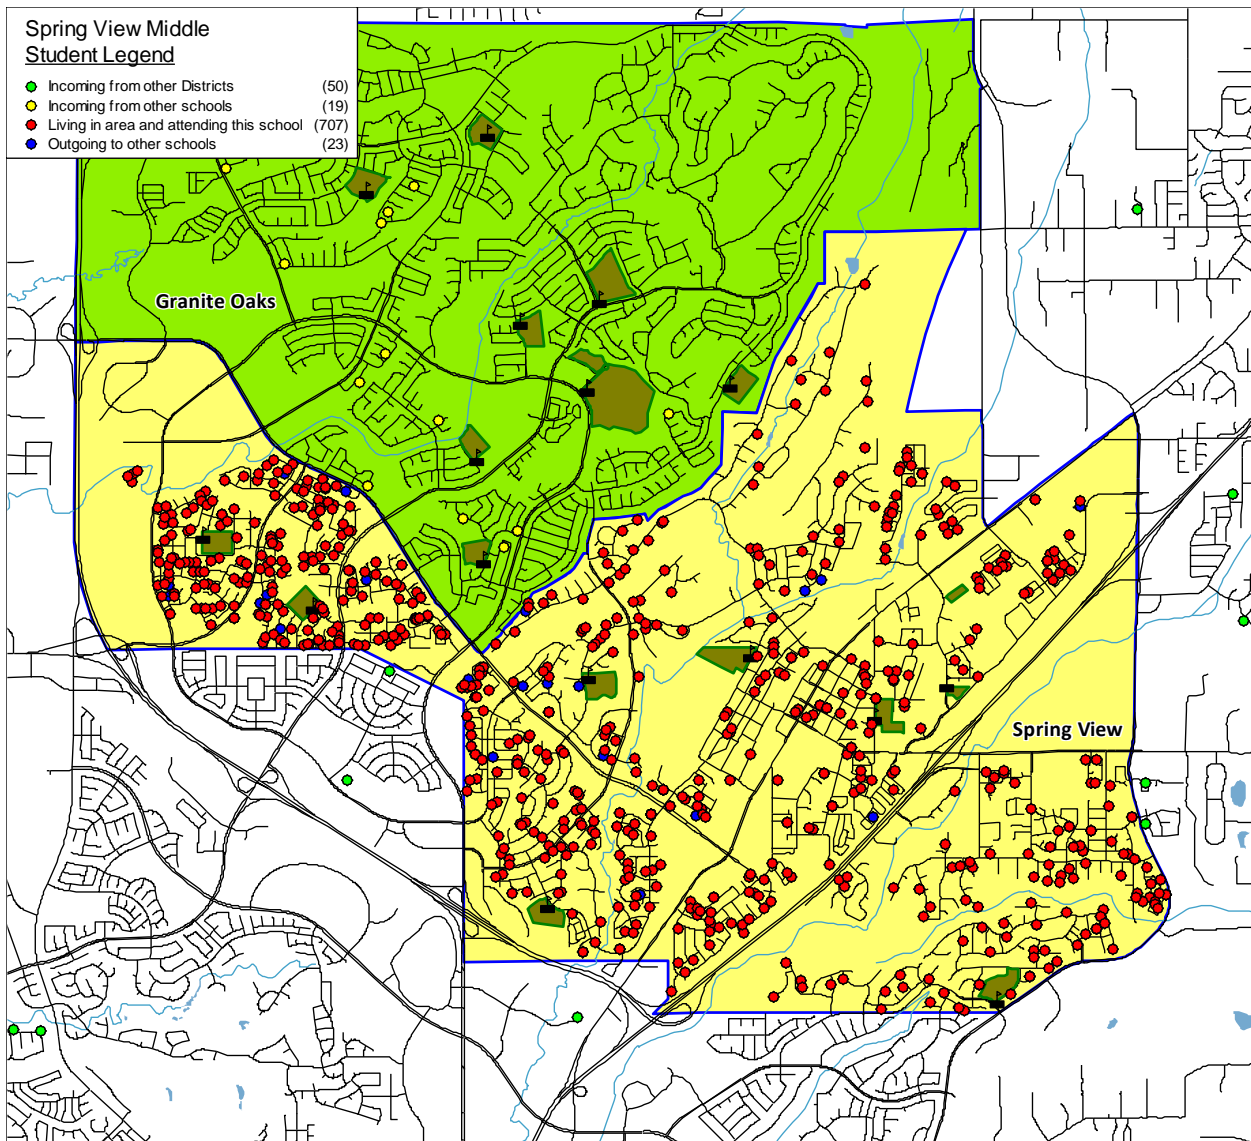 Spring View Middle
Student Legend
Incoming from other Districts (50)
Incoming from other schools (19)
Living in area and attending this school (707)
Outgoing to other schools (23)
Granite Oaks
Spring View